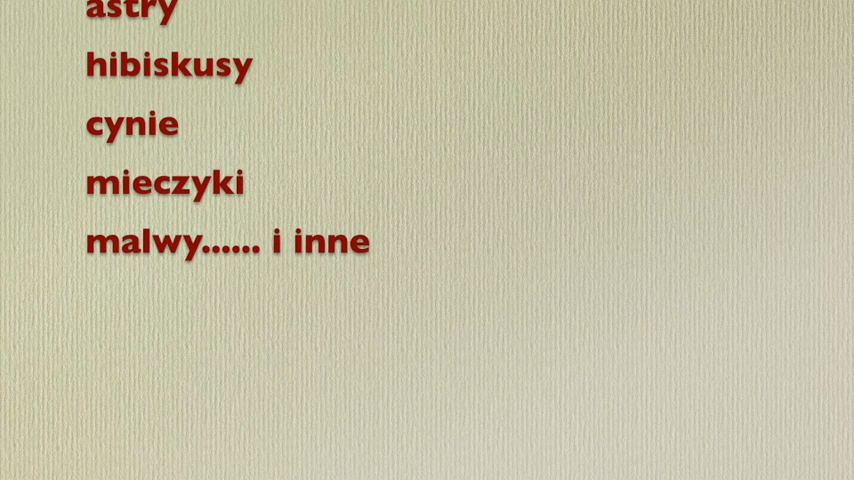 astry
hibiskusy
cynie
mieczyki
malwy...... i inne